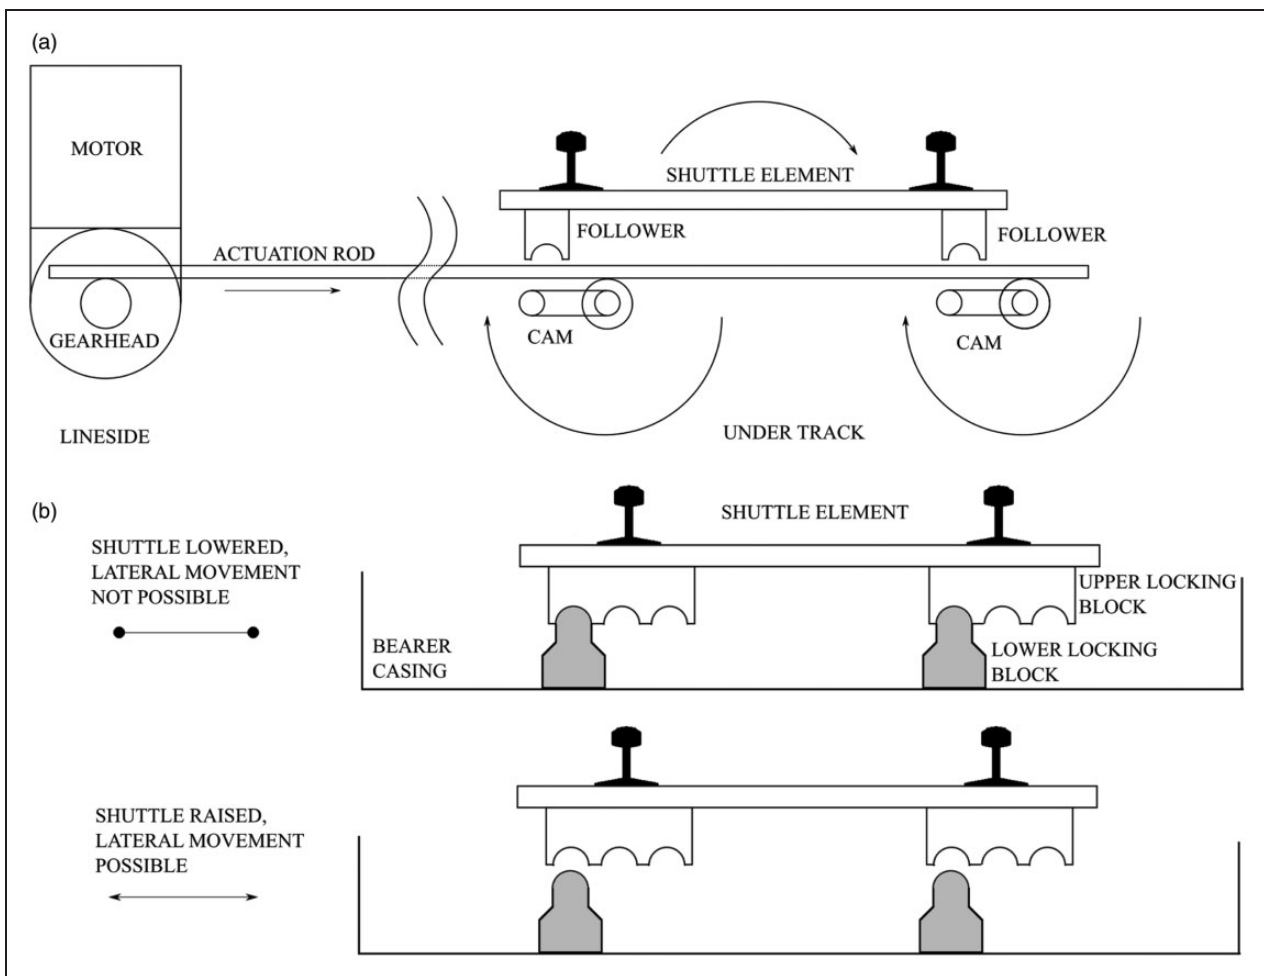 (a)
MOTOR
SHUTTLE ELEMENT
FOLLOWER
FOLLOWER
ACTUATION ROD
GEARHEAD
CAM
CAM
LINESIDE
UNDER TRACK
(b)
SHUTTLE ELEMENT
SHUTTLE LOWERED,
LATERAL MOVEMENT
NOT POSSIBLE
UPPER LOCKING
BLOCK
BEARER
CASING
LOWER LOCKING
BLOCK
SHUTTLE RAISED,
LATERAL MOVEMENT
POSSIBLE